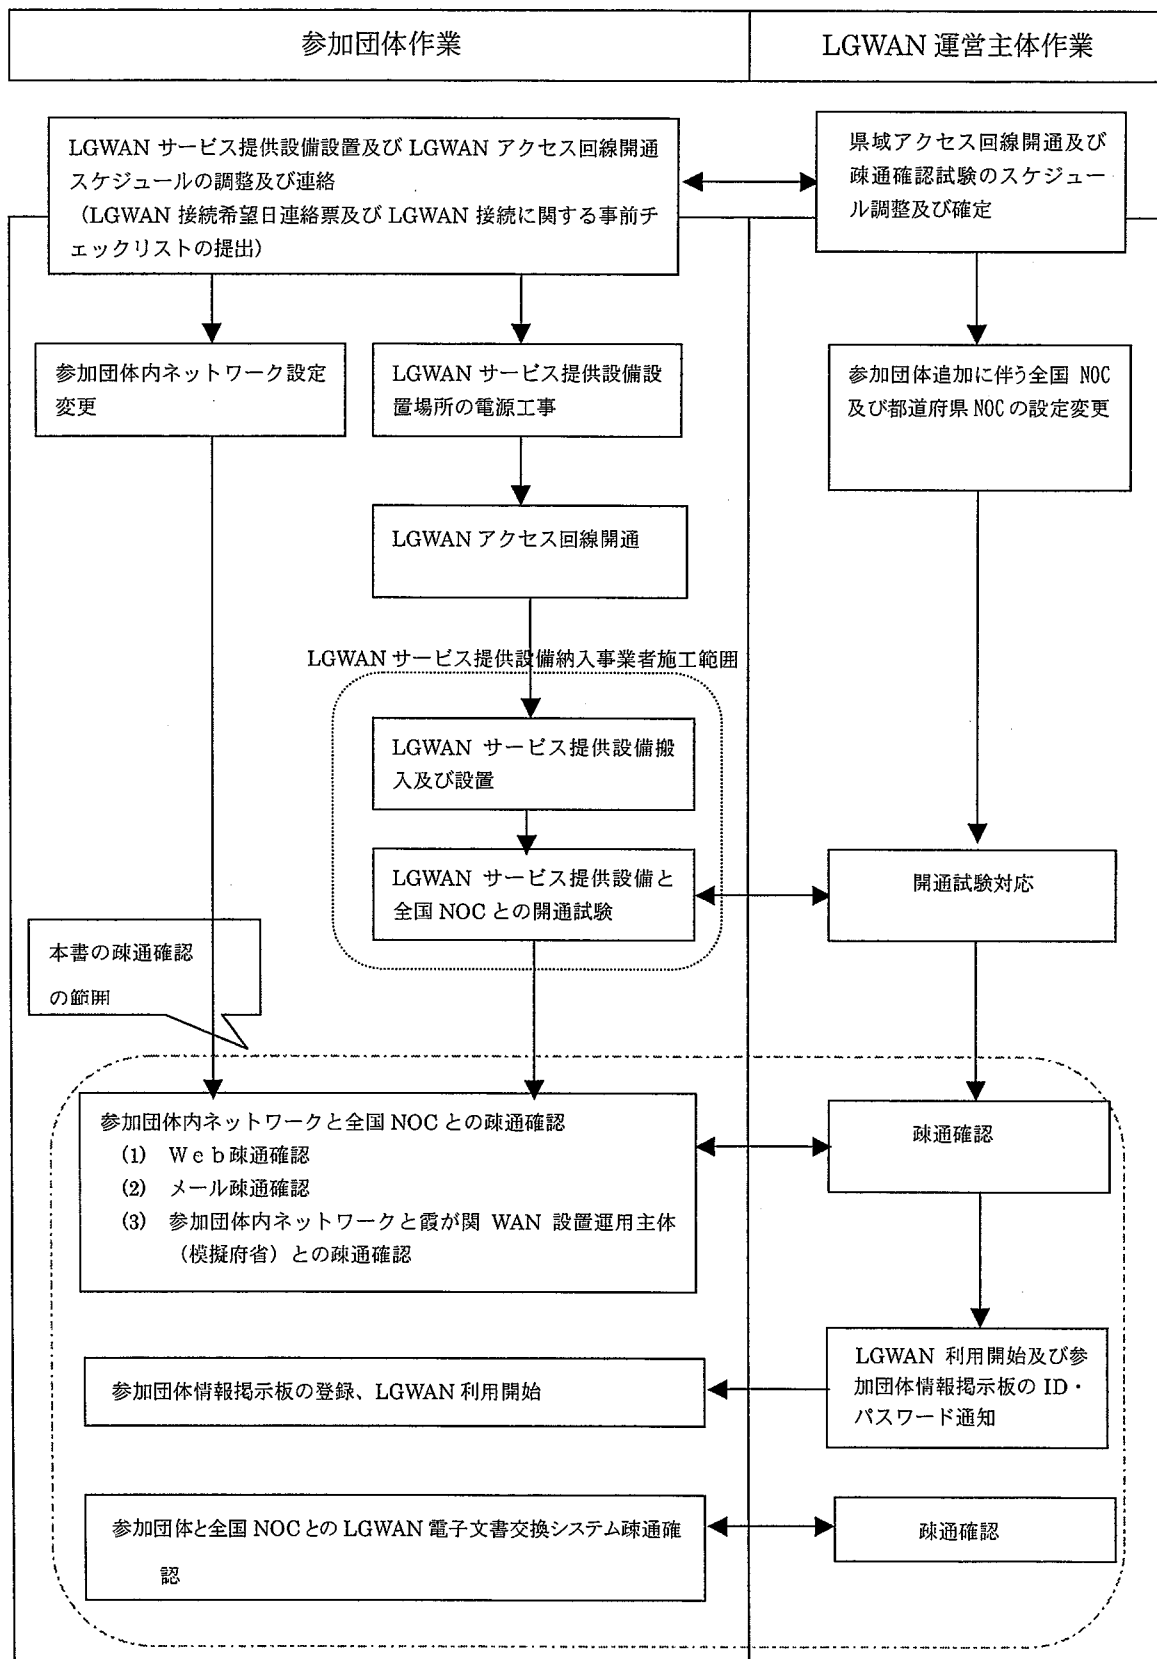 参加団体作業
LGWAN 運営主体作業
LGWAN サービス提供設備設置及び LGWAN アクセス回線開通
スケジュールの調整及び連絡
（LGWAN 接続希望日連絡票及び LGWAN 接続に関する事前チ
ェックリストの提出）
県域アクセス回線開通及び
疎通確認試験のスケジュー
ル調整及び確定
参加団体内ネットワーク設定
変更
LGWAN サービス提供設備設
置場所の電源工事
参加団体追加に伴う全国 NOC
及び都道府県 NOC の設定変更
LGWAN アクセス回線開通
LGWAN サービス提供設備納入事業者施工範囲
LGWAN サービス提供設備搬
入及び設置
LGWAN サービス提供設備と
全国 NOC との開通試験
開通試験対応
本書の疎通確認
の範囲
参加団体内ネットワークと全国 NOC との疎通確認
(1) Ｗｅｂ疎通確認
(2) メール疎通確認
(3) 参加団体内ネットワークと霞が関 WAN 設置運用主体
（模擬府省）との疎通確認
疎通確認
LGWAN 利用開始及び参
加団体情報掲示板の ID・
パスワード通知
参加団体情報掲示板の登録、LGWAN 利用開始
参加団体と全国 NOC との LGWAN 電子文書交換システム疎通確
認
疎通確認